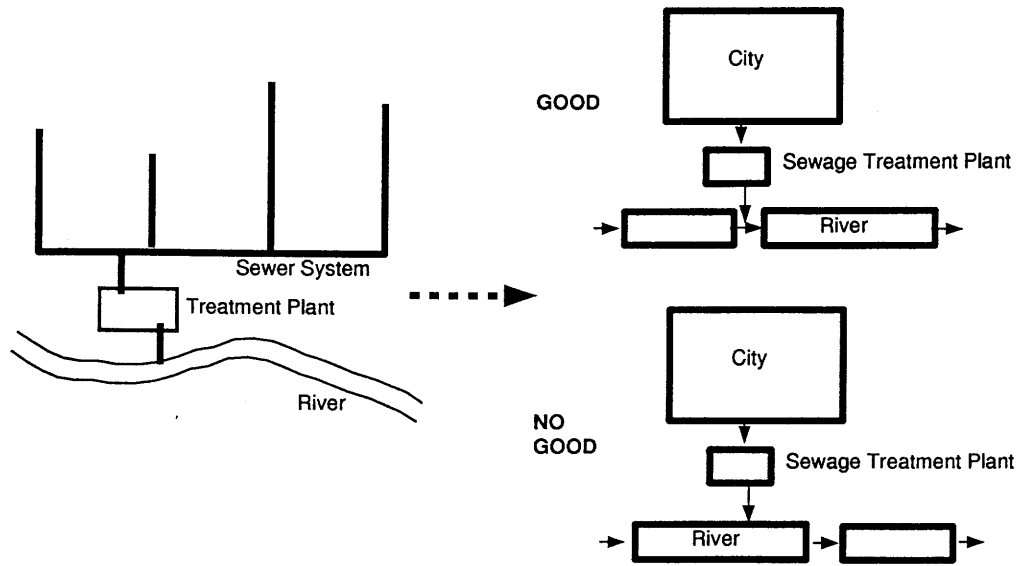 Sewer System
Treatment Plant
River
GOOD
City
Sewage Treatment Plant
River
NO
GOOD
City
Sewage Treatment Plant
River